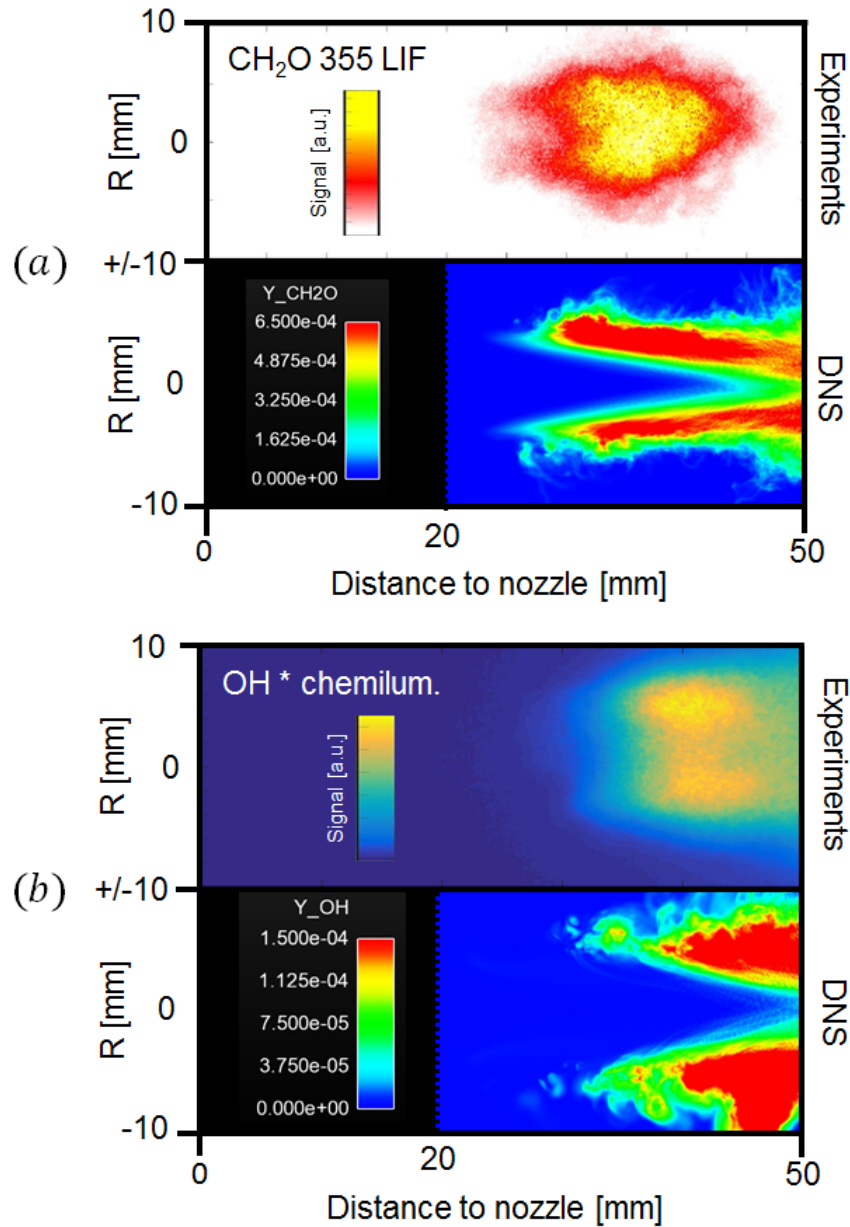 10
CH₂O 355 LIF
R [mm]
0
Signal [a.u.]
Experiments
(a)
+/-10
Y_CH2O
6.500e-04
4.875e-04
3.250e-04
1.625e-04
0.000e+00
R [mm]
0
DNS
-10
0
20
50
Distance to nozzle [mm]
10
OH * chemilum.
R [mm]
0
Signal [a.u.]
Experiments
(b)
+/-10
Y_OH
1.500e-04
1.125e-04
7.500e-05
3.750e-05
0.000e+00
R [mm]
0
DNS
-10
0
20
50
Distance to nozzle [mm]